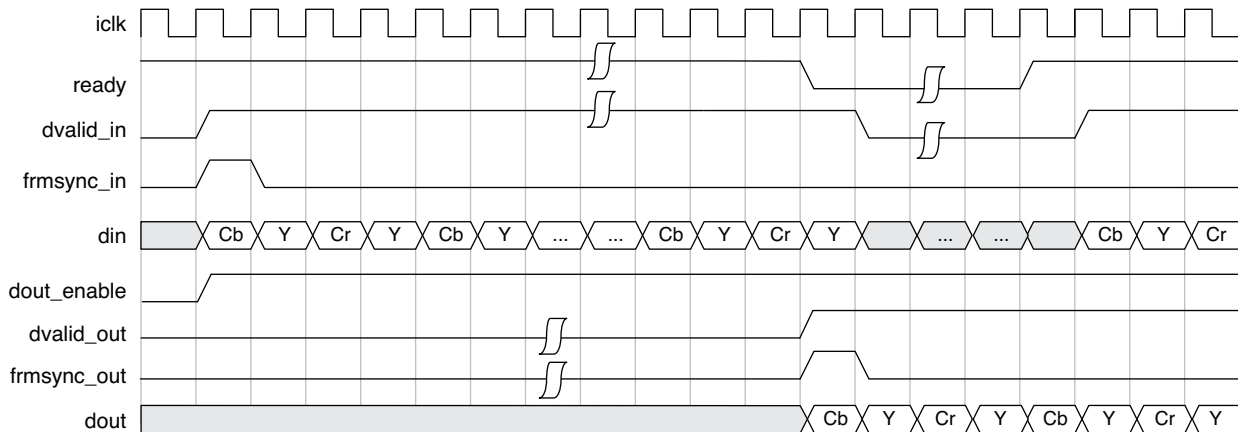 iclk
ready
dvalid_in
frmsync_in
din Cb Y Cr Y Cb Y ... ... Cb Y Cr Y ... ... Cb Y Cr
dout_enable
dvalid_out
frmsync_out
dout Cb Y Cr Y Cb Y Cr Y